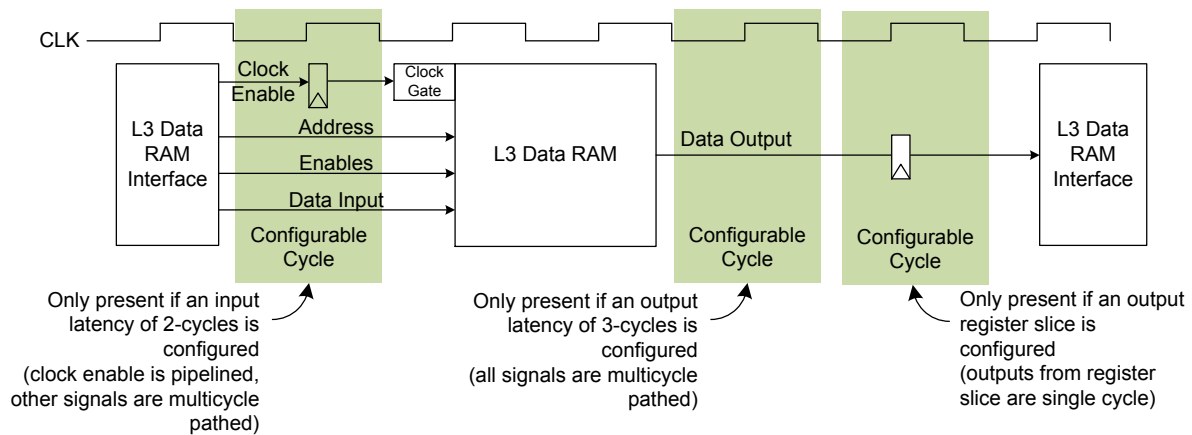 CLK
Clock
Enable
Clock
Gate
L3 Data
RAM
Interface
Address
Enables
Data Input
L3 Data RAM
Data Output
L3 Data
RAM
Interface
Configurable
Cycle
Configurable
Cycle
Configurable
Cycle
Only present if an input
latency of 2-cycles is
configured
(clock enable is pipelined,
other signals are multicycle
pathed)
Only present if an output
latency of 3-cycles is
configured
(all signals are multicycle
pathed)
Only present if an output
register slice is
configured
(outputs from register
slice are single cycle)